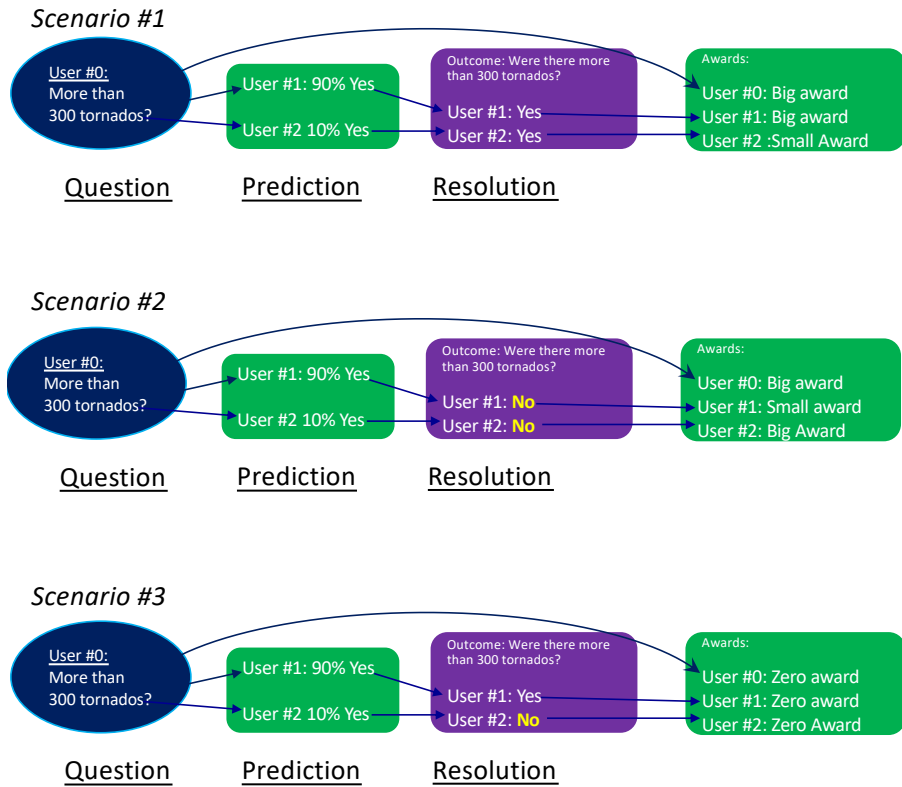 Scenario #1
User #0:
More than
300 tornados?
User #1: 90% Yes
User #2 10% Yes
Outcome: Were there more
than 300 tornados?
User #1: Yes
User #2: Yes
Awards:
User #0: Big award
User #1: Big award
User #2 :Small Award
Question
Prediction
Resolution
Scenario #2
User #0:
More than
300 tornados?
User #1: 90% Yes
User #2 10% Yes
Outcome: Were there more
than 300 tornados?
User #1: No
User #2: No
Awards:
User #0: Big award
User #1: Small award
User #2: Big Award
Question
Prediction
Resolution
Scenario #3
User #0:
More than
300 tornados?
User #1: 90% Yes
User #2 10% Yes
Outcome: Were there more
than 300 tornados?
User #1: Yes
User #2: No
Awards:
User #0: Zero award
User #1: Zero award
User #2: Zero Award
Question
Prediction
Resolution